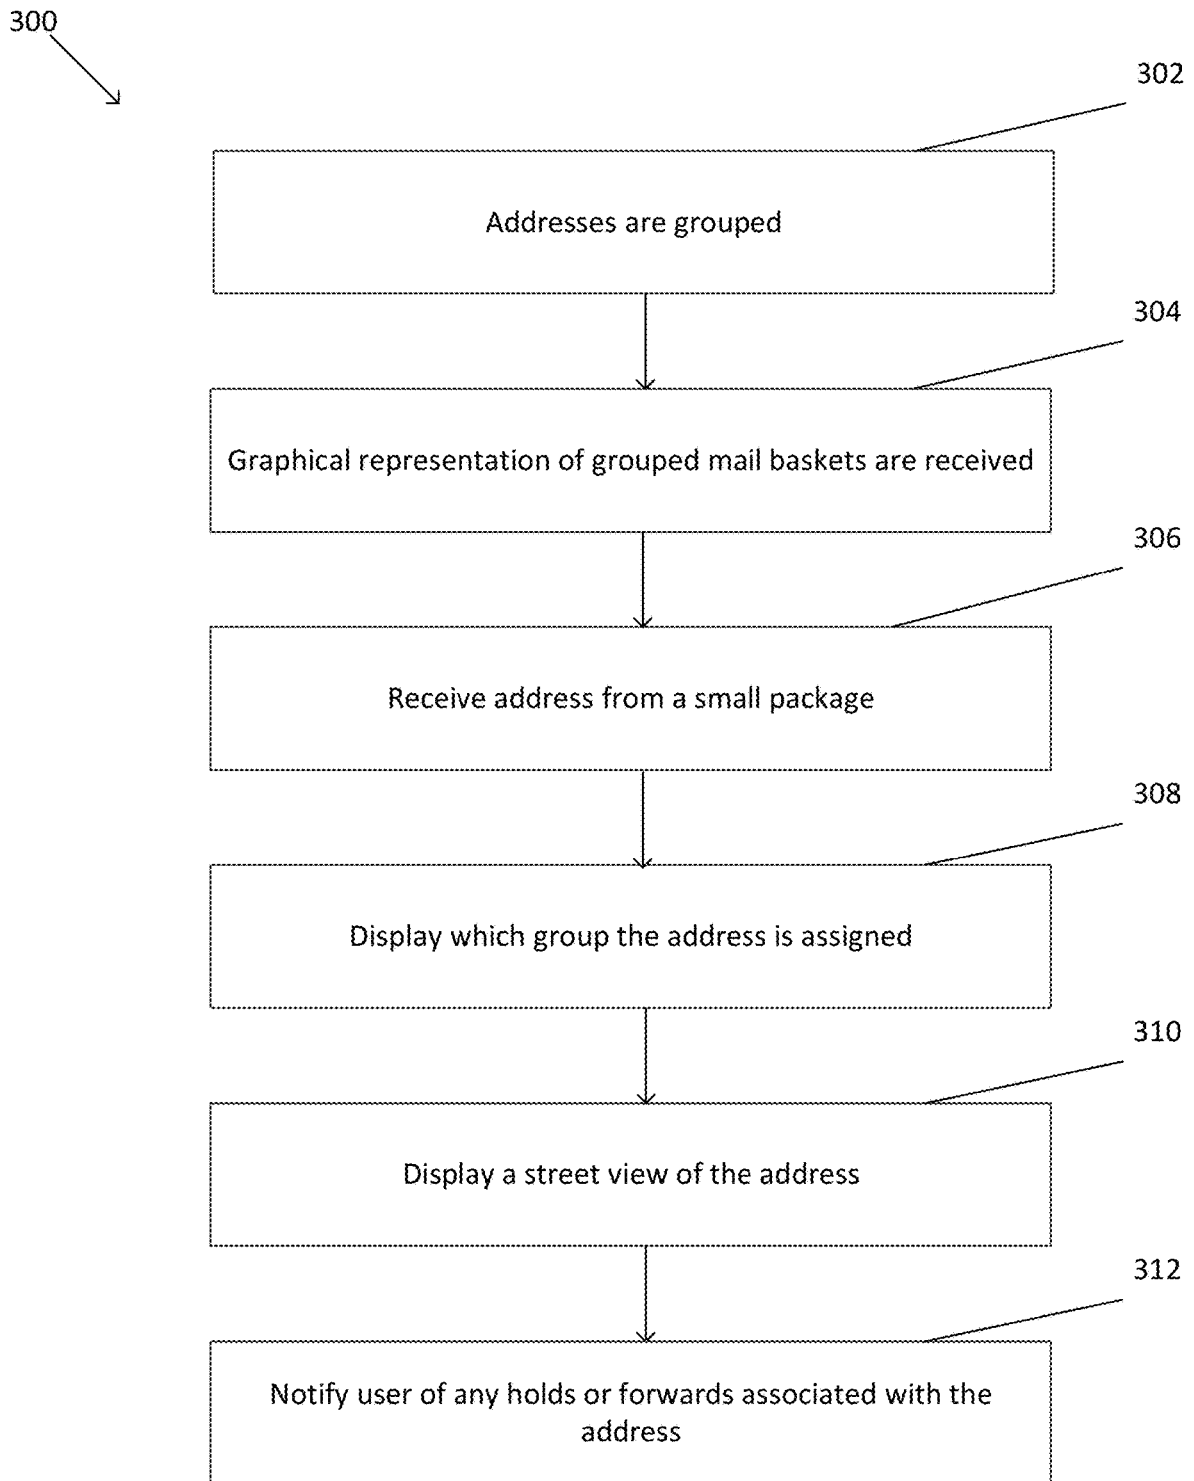 300
302
Addresses are grouped
304
Graphical representation of grouped mail baskets are received
306
Receive address from a small package
308
Display which group the address is assigned
310
Display a street view of the address
312
Notify user of any holds or forwards associated with the
address